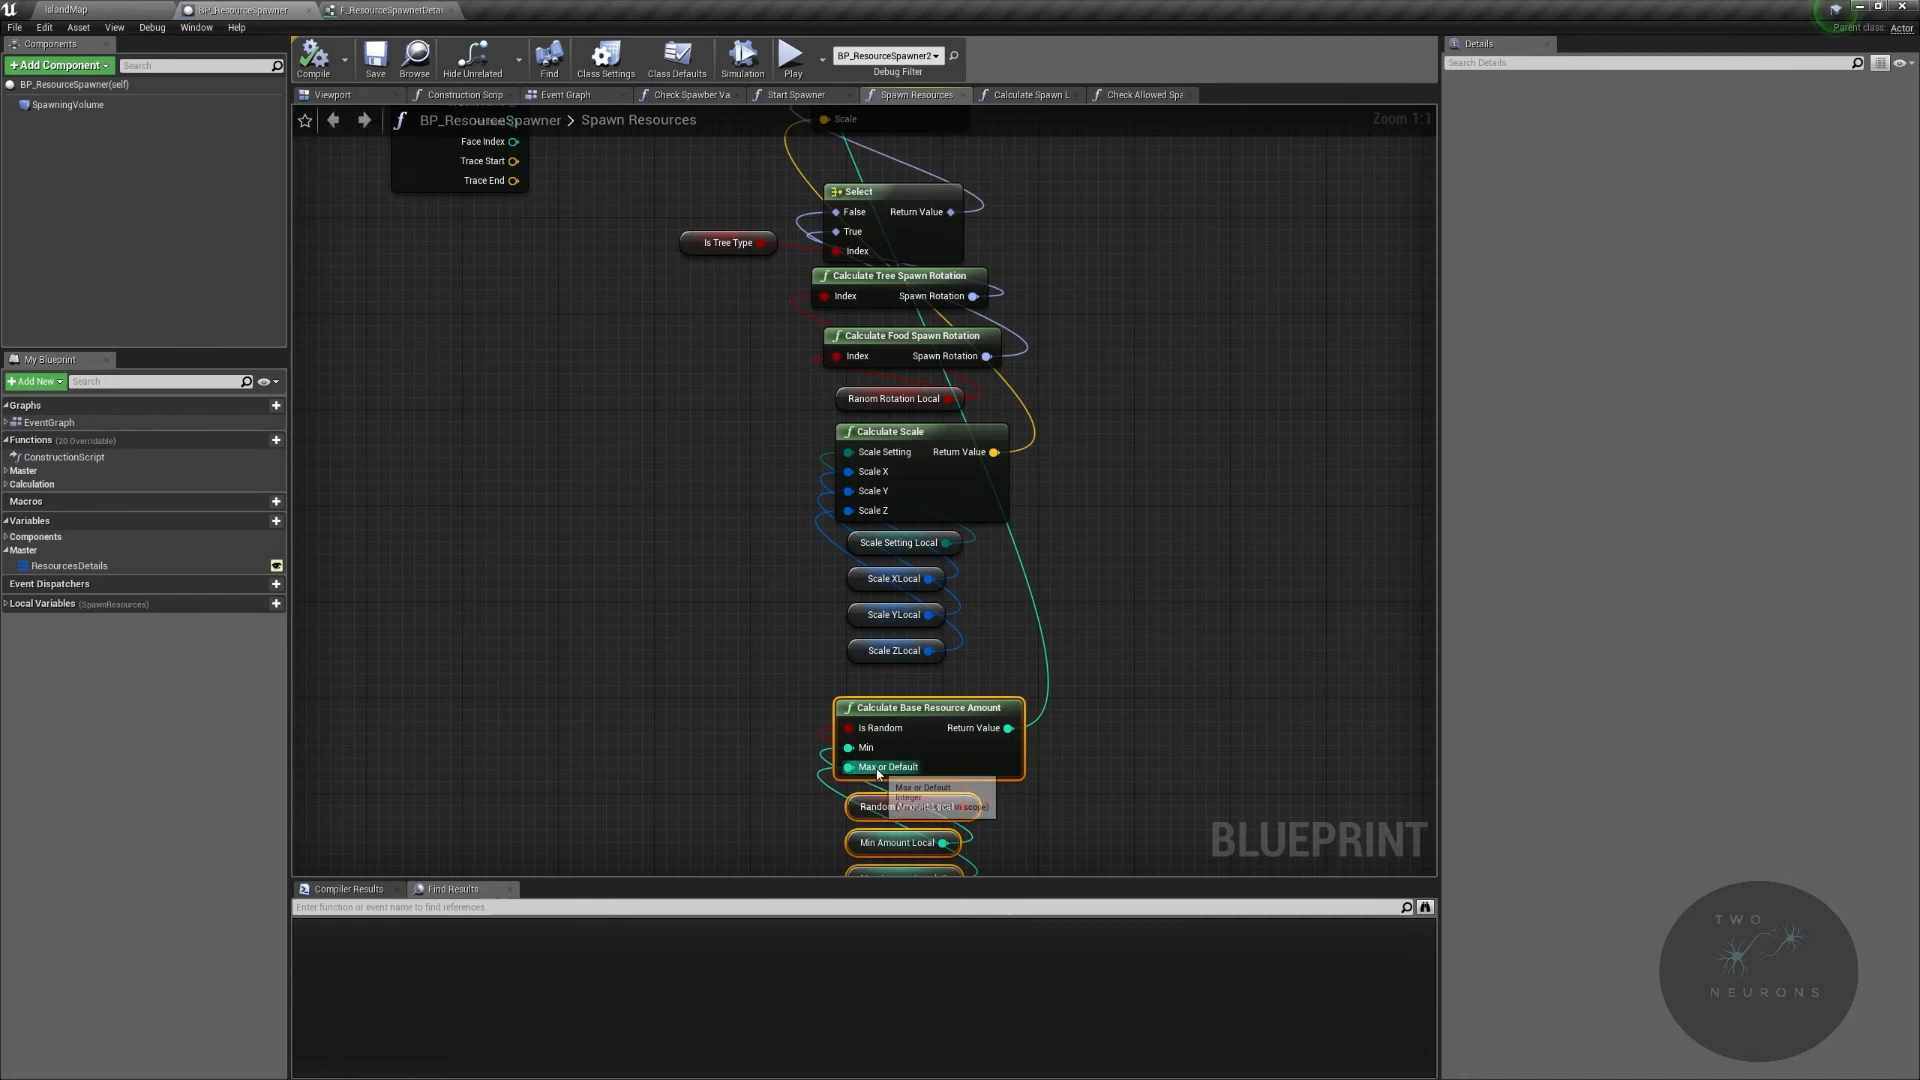 IslandMap
BP_ResourceSpawner
F_ResourceSpawnerDetai
File Edit Asset View Debug Window Help
Parent class: Actor
Components
+Add Component
Search
BP_ResourceSpawner(self)
SpawningVolume
Compile
Save
Browse
Hide Unrelated
Find
Class Settings
Class Defaults
Simulation
Play
BP_ResourceSpawner2
Debug Filter
Viewport
Construction Scrip
Event Graph
Check Spawber Va
Start Spawner
Spawn Resources
Calculate Spawn L
Check Allowed Spa
BP_ResourceSpawner > Spawn Resources
Zoom 1:1
Face Index
Trace Start
Trace End
Scale
Select
False Return Value
True
Index
Is Tree Type
Calculate Tree Spawn Rotation
Index Spawn Rotation
Calculate Food Spawn Rotation
Index Spawn Rotation
Ranom Rotation Local
Calculate Scale
Scale Setting Return Value
Scale X
Scale Y
Scale Z
Scale Setting Local
Scale XLocal
Scale YLocal
Scale ZLocal
Calculate Base Resource Amount
Is Random Return Value
Min
Max or Default
Max or Default
Integer
in scope)
Min Amount Local
BLUEPRINT
My Blueprint
+Add New
Search
Graphs
EventGraph
Functions (20 Overridable)
ConstructionScript
Master
Calculation
Macros
Variables
Components
Master
ResourcesDetails
Event Dispatchers
Local Variables (SpawnResources)
Compiler Results
Find Results
Enter function or event name to find references.
Details
Search Details
TWO
NEURONS